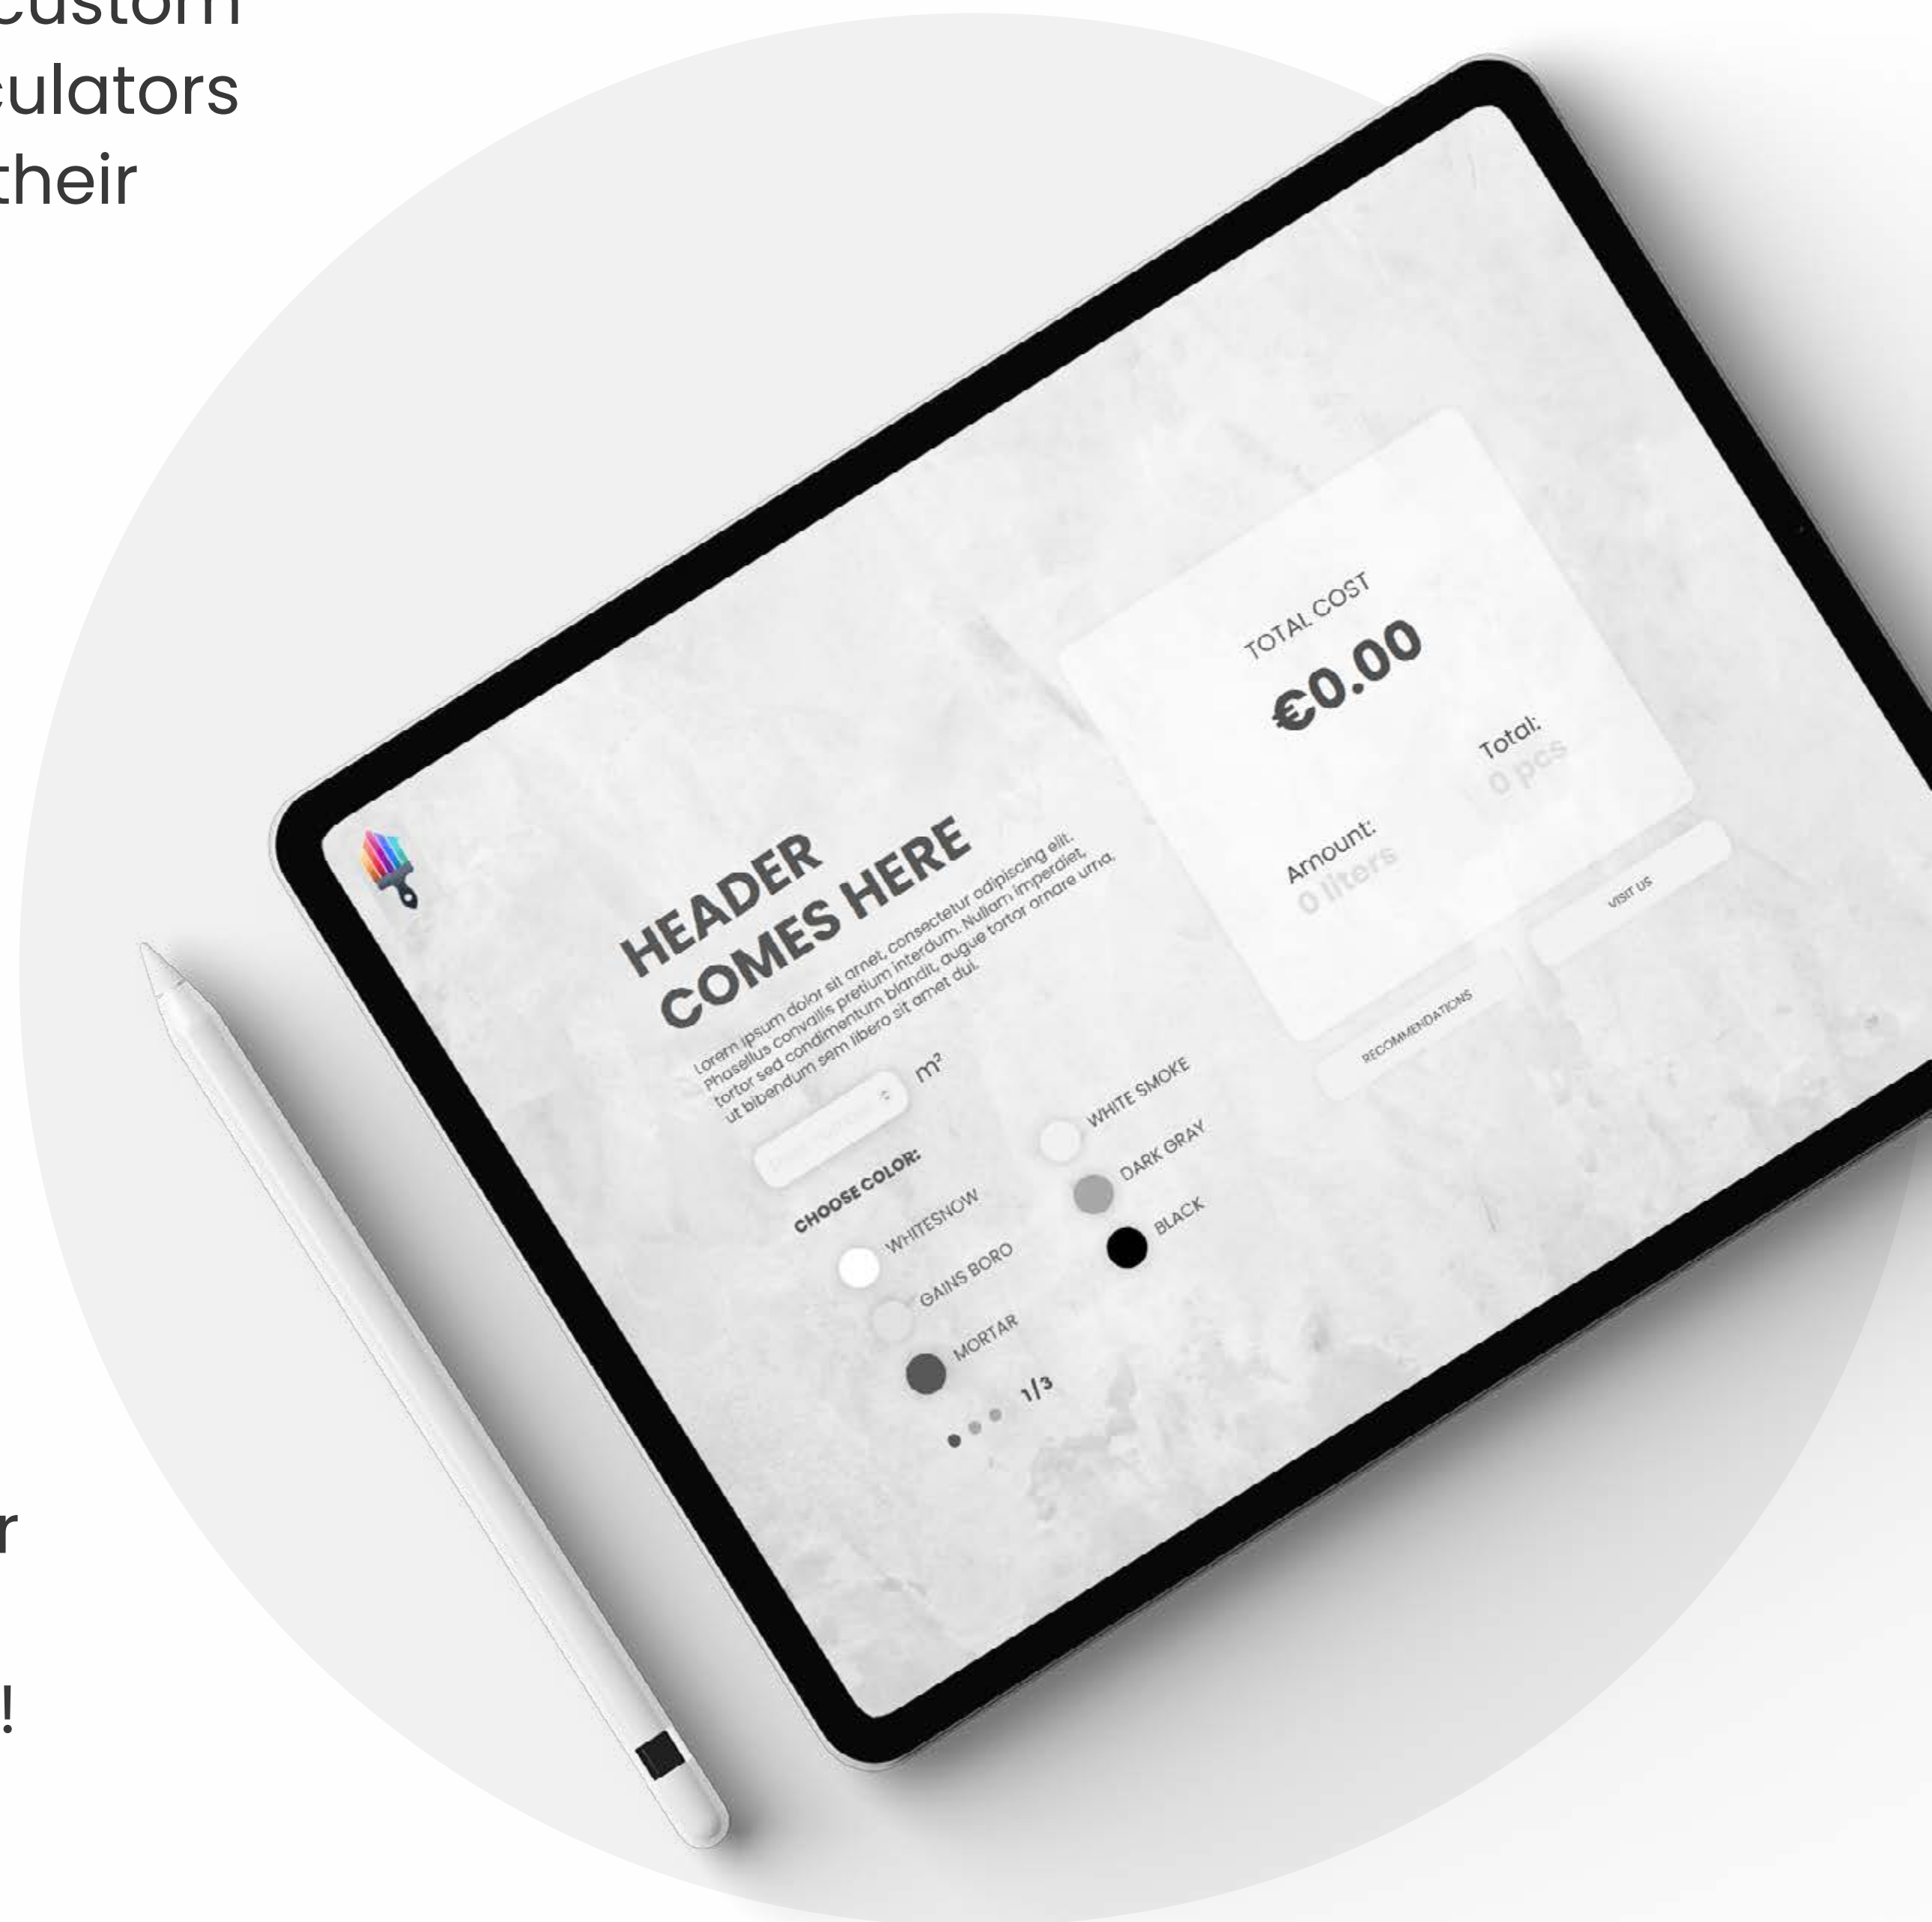 custom
culators
their
r
!
HEADER
COMES HERE
Lorem ipsum dolor sit amet, consectetur adipiscing elit.
Phasellus convallis pretium interdum. Nullam imperdiet,
tortor sed condimentum blandit, augue tortor ornare urna,
ut bibendum sem libero sit amet dui.
m²
CHOOSE COLOR:
WHITESNOW
GAINS BORO
MORTAR
WHITE SMOKE
DARK GRAY
BLACK
1/3
TOTAL COST
€0.00
Amount:
0 liters
Total:
0 pcs
RECOMMENDATIONS
VISIT US